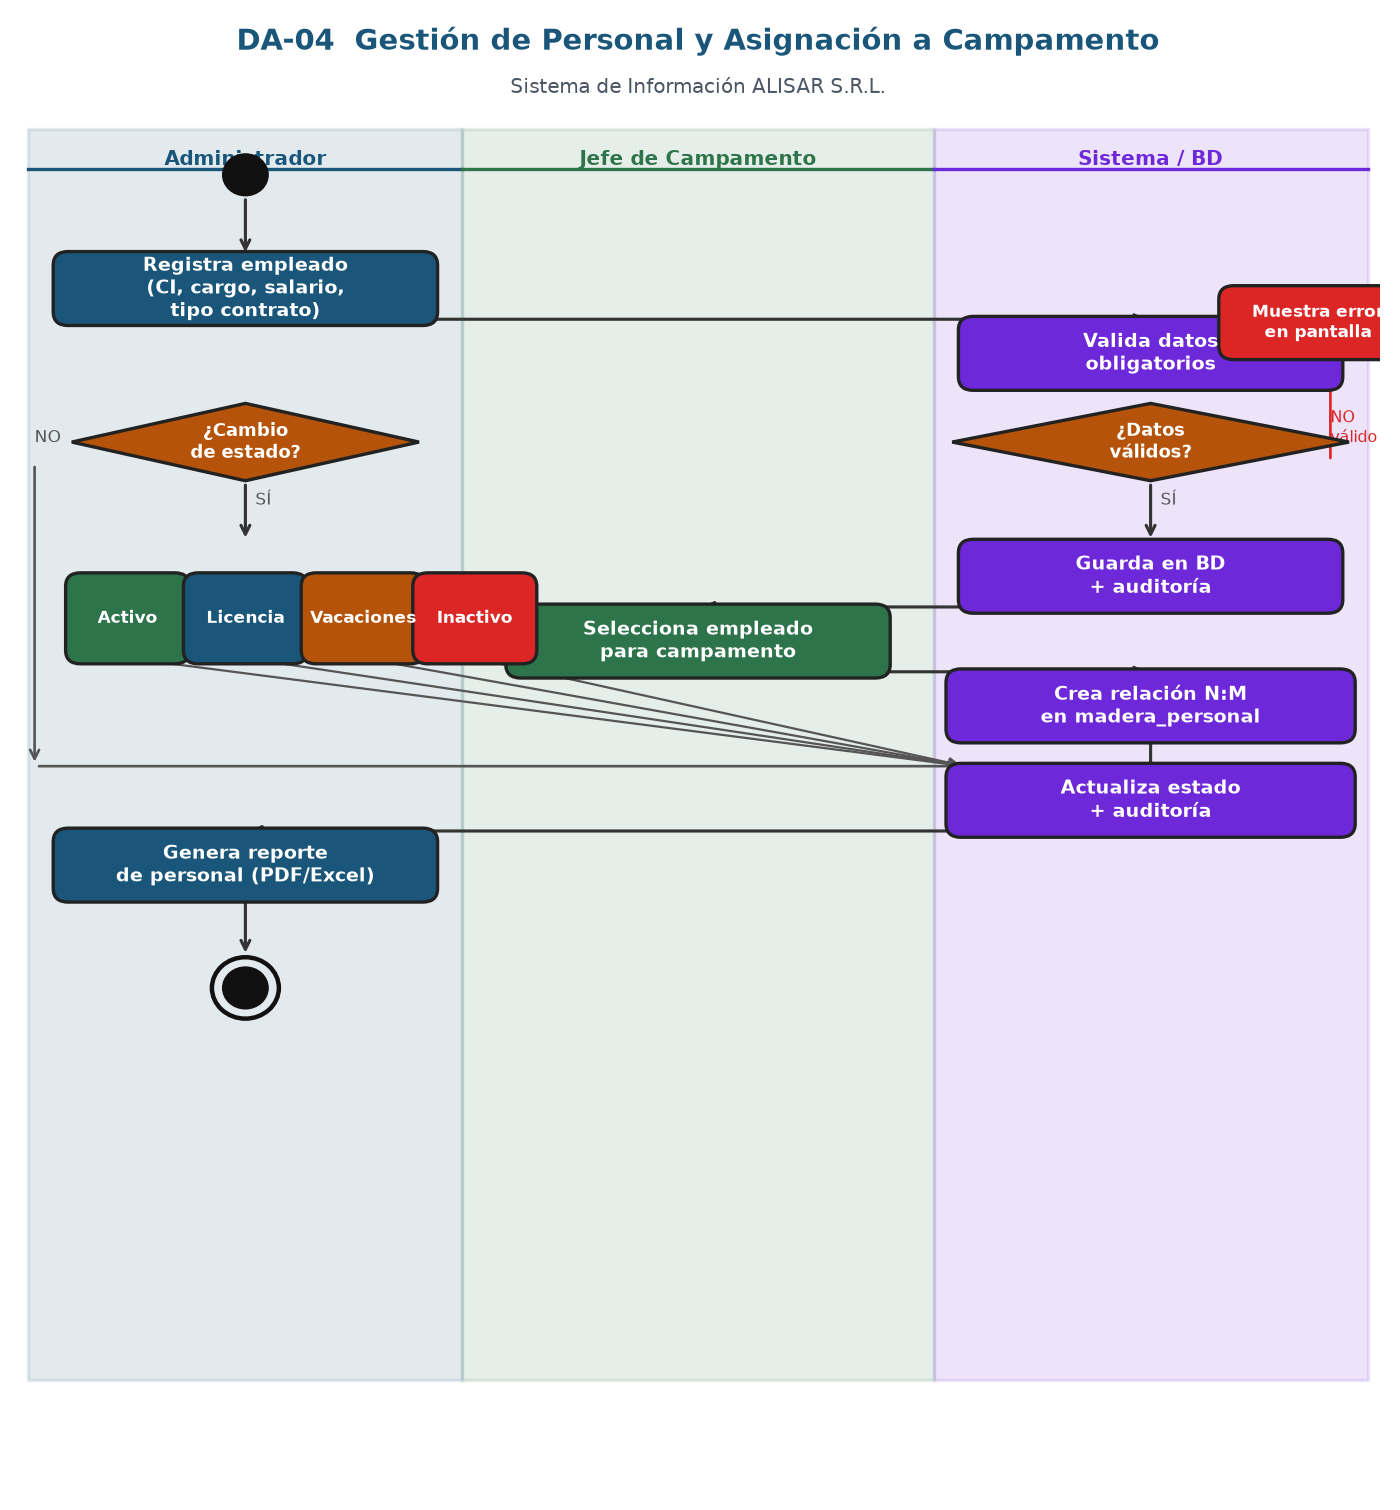 DA-04  Gestión de Personal y Asignación a Campamento
Sistema de Información ALISAR S.R.L.
Administrador
Jefe de Campamento
Sistema / BD
Registra empleado
(CI, cargo, salario,
tipo contrato)
Muestra error
en pantalla
Valida datos
obligatorios
NO
¿Cambio
de estado?
¿Datos
válidos?
NO
válido
SÍ
SÍ
Guarda en BD
+ auditoría
Activo
Licencia
Vacaciones
Inactivo
Selecciona empleado
para campamento
Crea relación N:M
en madera_personal
Actualiza estado
+ auditoría
Genera reporte
de personal (PDF/Excel)